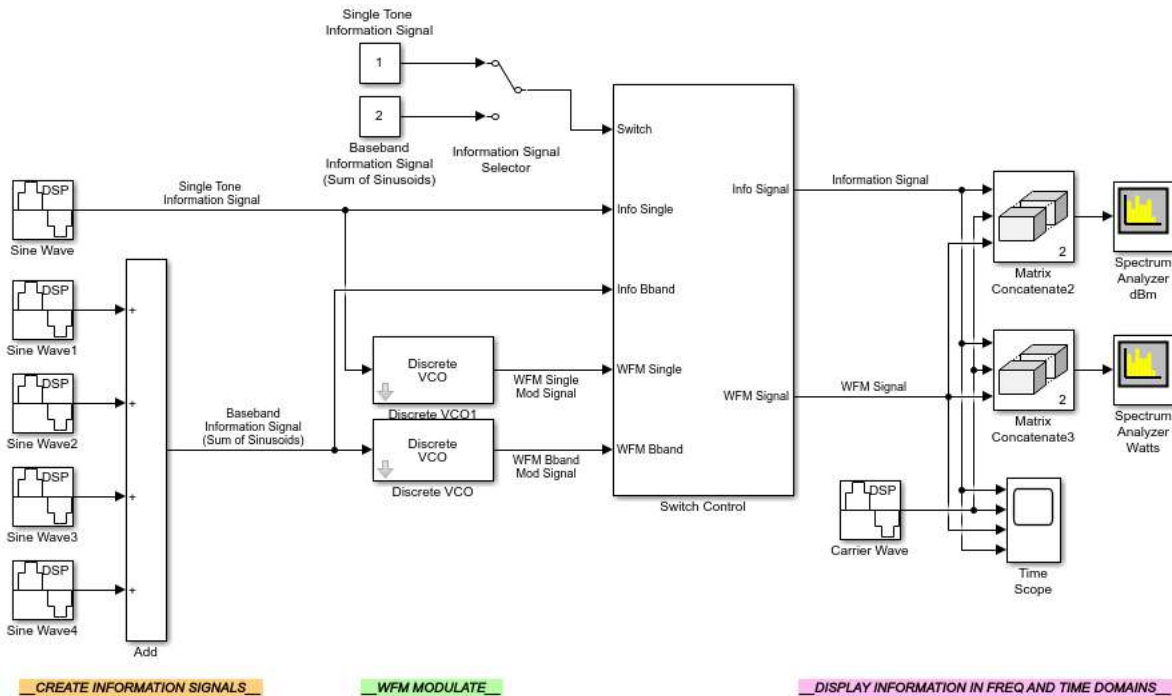 Single Tone
Information Signal
1
2
Baseband
Information Signal
(Sum of Sinusoids)
Information Signal
Selector
Switch
Info Signal
Info Single
Info Bband
WFM Single
WFM Signal
WFM Bband
Switch Control
DSP
Sine Wave
Single Tone
Information Signal
DSP
Sine Wave1
+
DSP
Sine Wave2
+
DSP
Sine Wave3
+
DSP
Sine Wave4
+
Add
Baseband
Information Signal
(Sum of Sinusoids)
Discrete
VCO
Discrete VCO1
WFM Single
Mod Signal
Discrete
VCO
Discrete VCO
WFM Bband
Mod Signal
Information Signal
WFM Signal
2
Matrix
Concatenate2
Spectrum
Analyzer
dBm
2
Matrix
Concatenate3
Spectrum
Analyzer
Watts
DSP
Carrier Wave
Time
Scope
__CREATE INFORMATION SIGNALS__
__WFM MODULATE__
__DISPLAY INFORMATION IN FREQ AND TIME DOMAINS__